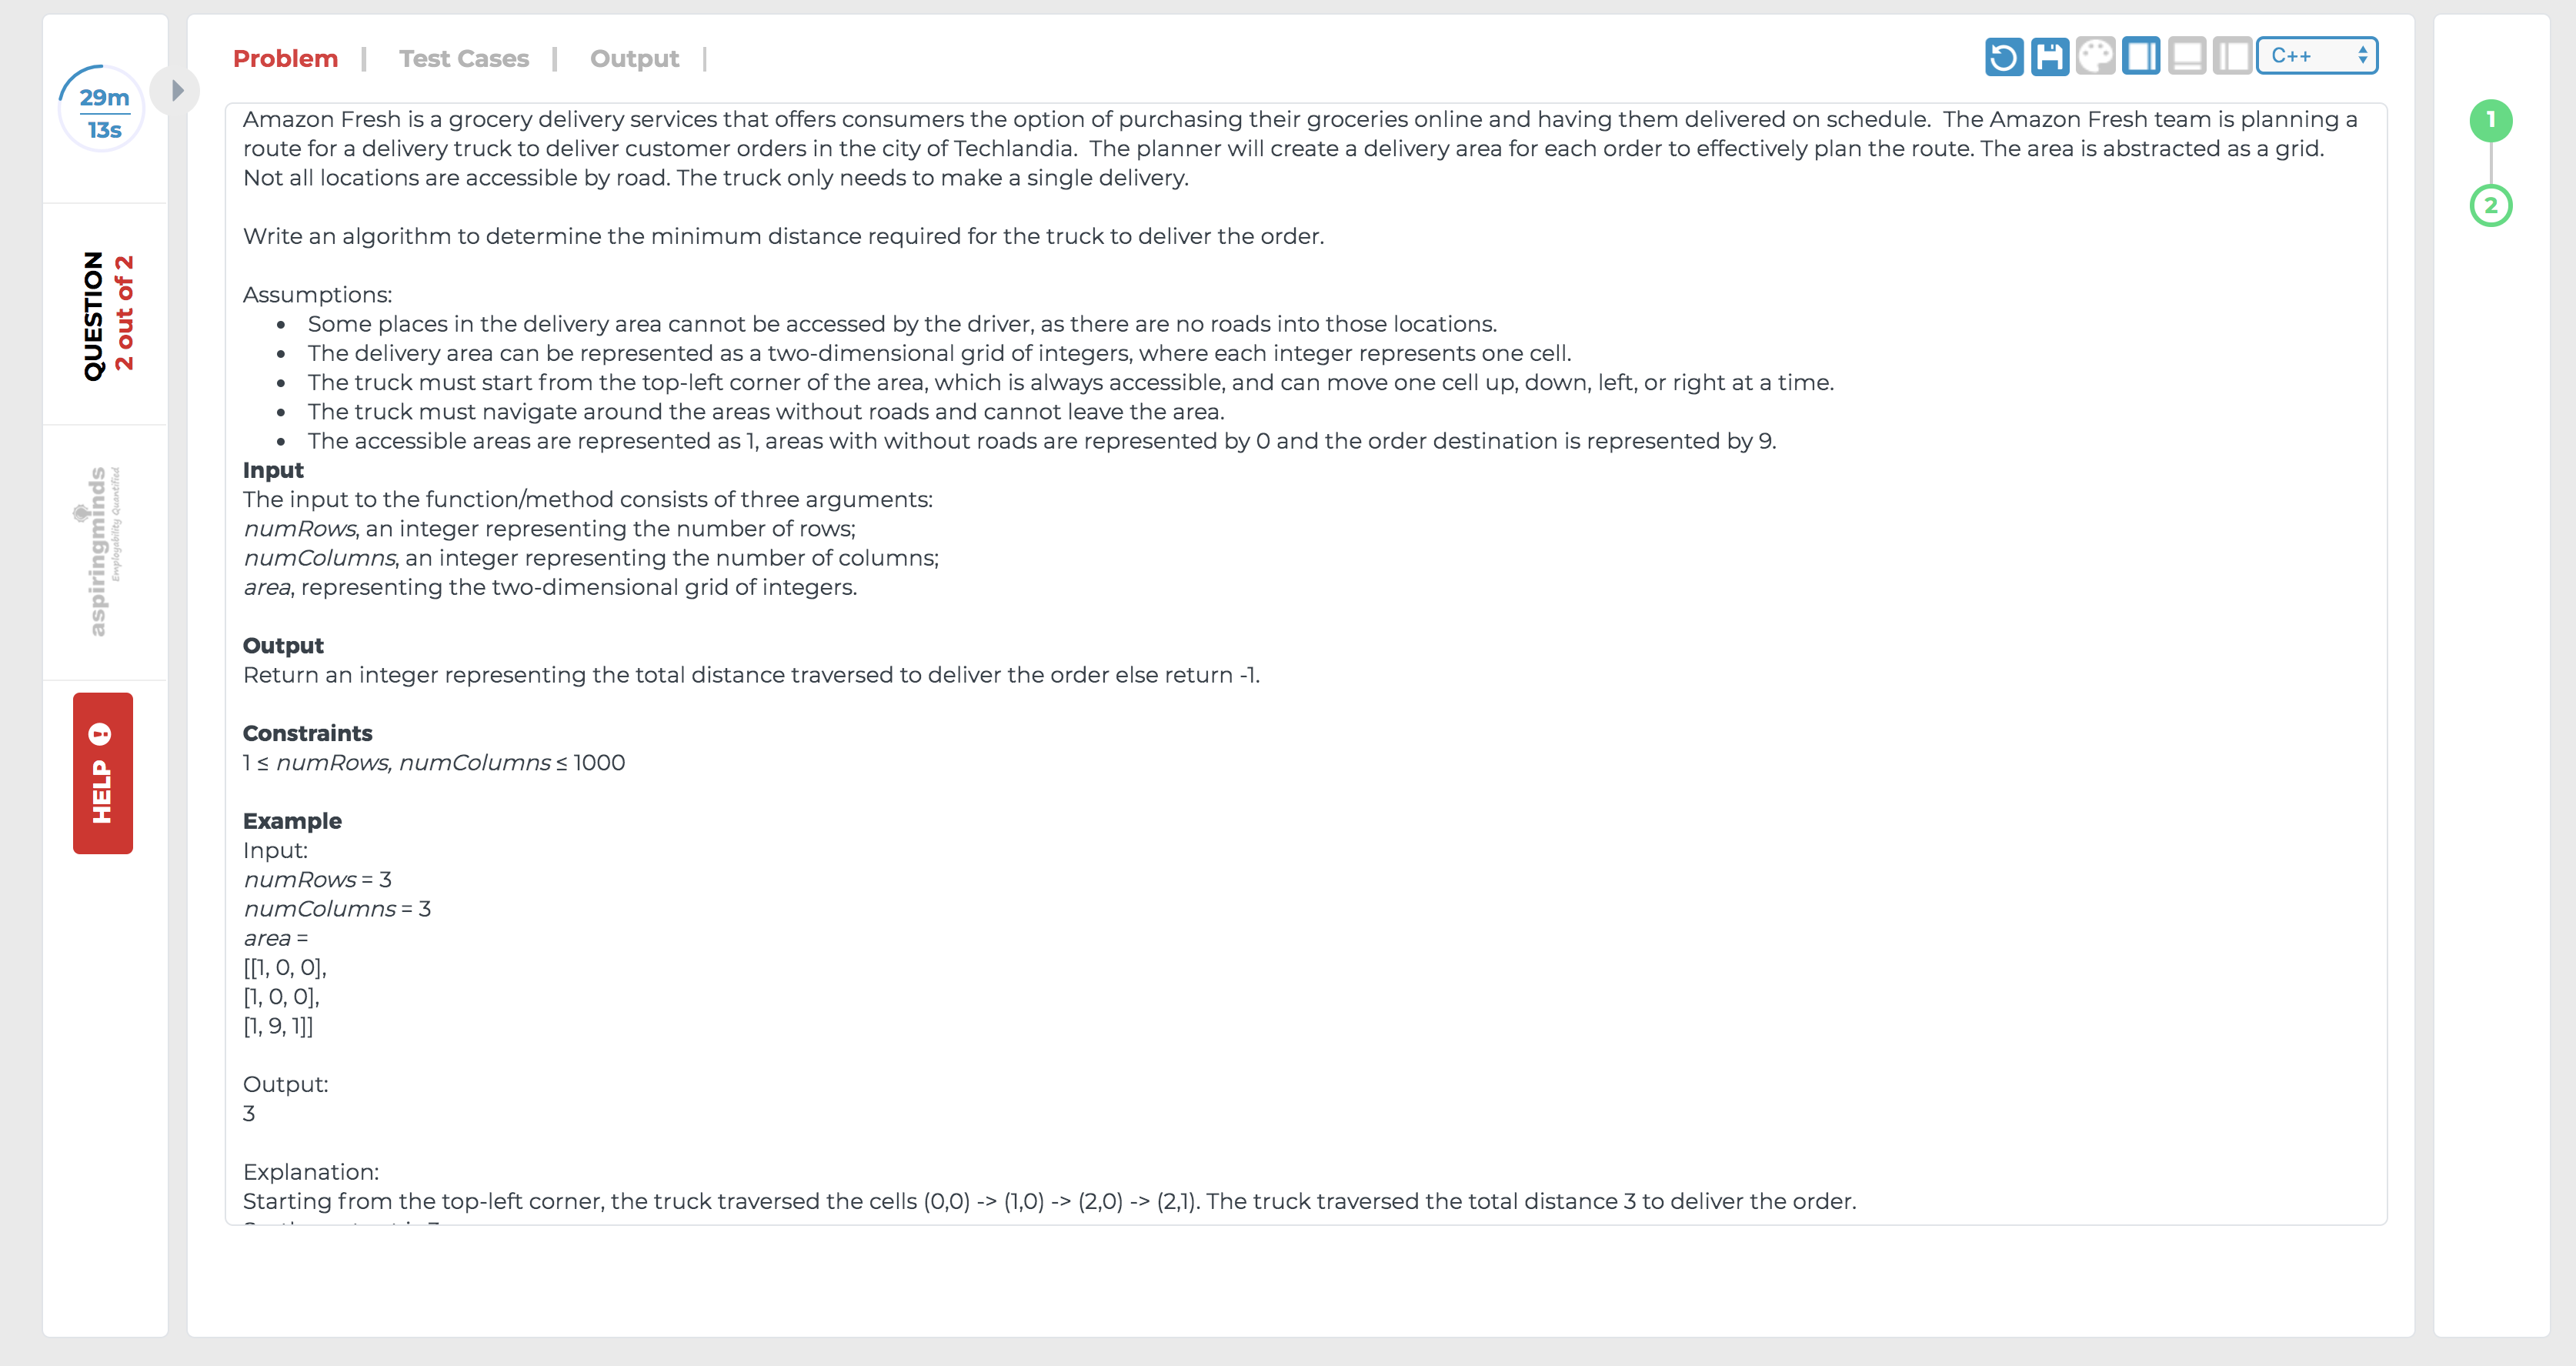 Problem | Test Cases | Output |
C++
29m
13s
QUESTION
2 out of 2
aspiringminds
Employability Quantified
HELP
1
2
Amazon Fresh is a grocery delivery services that offers consumers the option of purchasing their groceries online and having them delivered on schedule.  The Amazon Fresh team is planning a
route for a delivery truck to deliver customer orders in the city of Techlandia.  The planner will create a delivery area for each order to effectively plan the route. The area is abstracted as a grid.
Not all locations are accessible by road. The truck only needs to make a single delivery.
Write an algorithm to determine the minimum distance required for the truck to deliver the order.
Assumptions:
• Some places in the delivery area cannot be accessed by the driver, as there are no roads into those locations.
• The delivery area can be represented as a two-dimensional grid of integers, where each integer represents one cell.
• The truck must start from the top-left corner of the area, which is always accessible, and can move one cell up, down, left, or right at a time.
• The truck must navigate around the areas without roads and cannot leave the area.
• The accessible areas are represented as 1, areas with without roads are represented by 0 and the order destination is represented by 9.
Input
The input to the function/method consists of three arguments:
numRows, an integer representing the number of rows;
numColumns, an integer representing the number of columns;
area, representing the two-dimensional grid of integers.
Output
Return an integer representing the total distance traversed to deliver the order else return -1.
Constraints
1 ≤ numRows, numColumns ≤ 1000
Example
Input:
numRows = 3
numColumns = 3
area =
[[1, 0, 0],
[1, 0, 0],
[1, 9, 1]]
Output:
3
Explanation:
Starting from the top-left corner, the truck traversed the cells (0,0) -> (1,0) -> (2,0) -> (2,1). The truck traversed the total distance 3 to deliver the order.